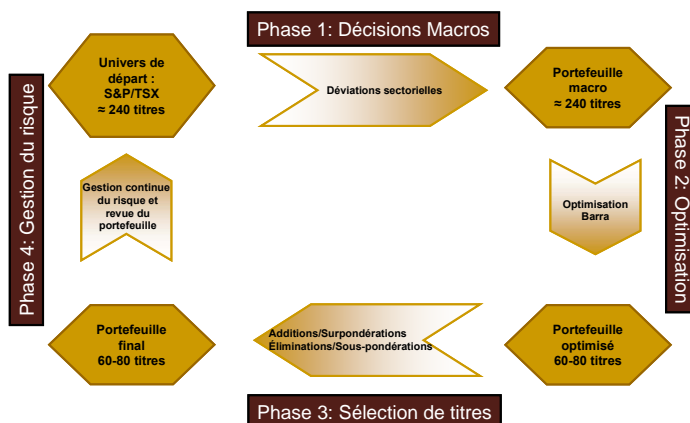 Phase 1: Décisions Macros
Univers de
départ :
S&P/TSX
≈ 240 titres
Déviations sectorielles
Portefeuille
macro
≈ 240 titres
Phase 2: Optimisation
Optimisation
Barra
Portefeuille
optimisé
60-80 titres
Phase 3: Sélection de titres
Additions/Surpondérations
Éliminations/Sous-pondérations
Portefeuille
final
60-80 titres
Phase 4: Gestion du risque
Gestion continue
du risque et
revue du
portefeuille